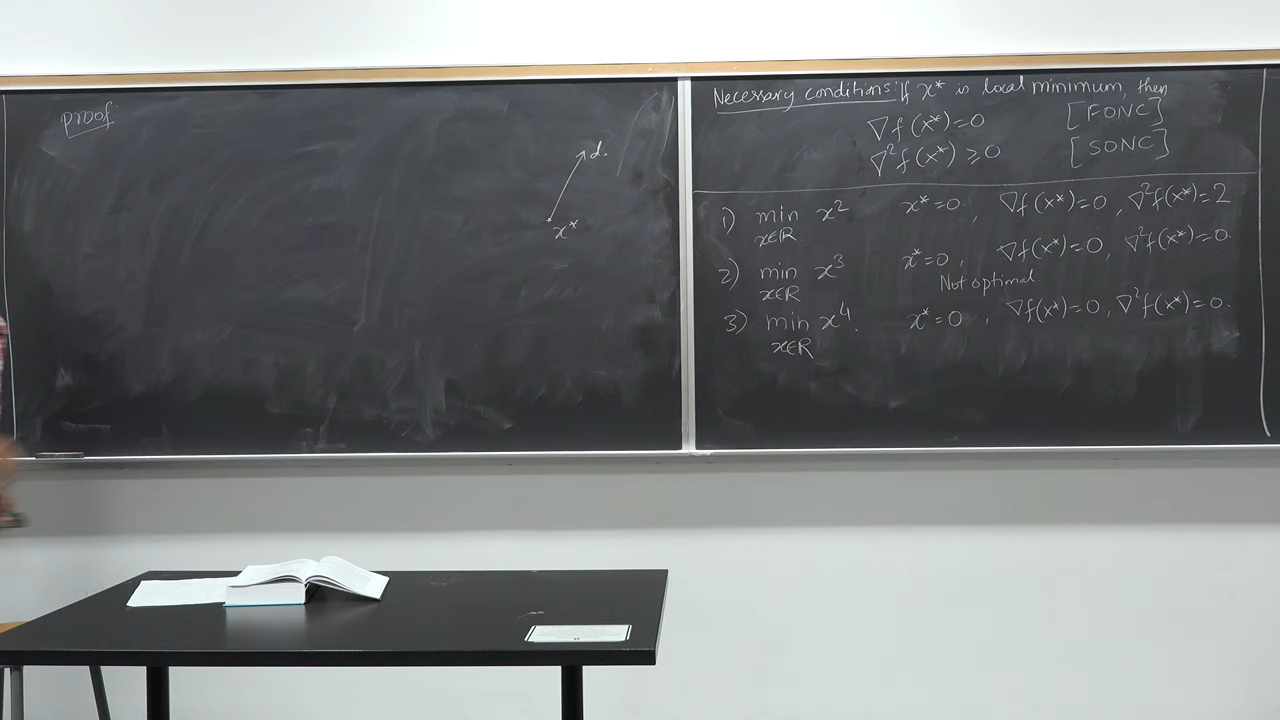 proof
d.
x*
Necessary conditions: If x* is local minimum, then
∇f(x*)=0 [FONC]
∇²f(x*)⩾0 [SONC]
1) min x² x*=0, ∇f(x*)=0, ∇²f(x*)=2
x∈R
2) min x³ x*=0, ∇f(x*)=0, ∇²f(x*)=0.
x∈R Not optimal
3) min x⁴. x*=0, ∇f(x*)=0, ∇²f(x*)=0.
x∈R